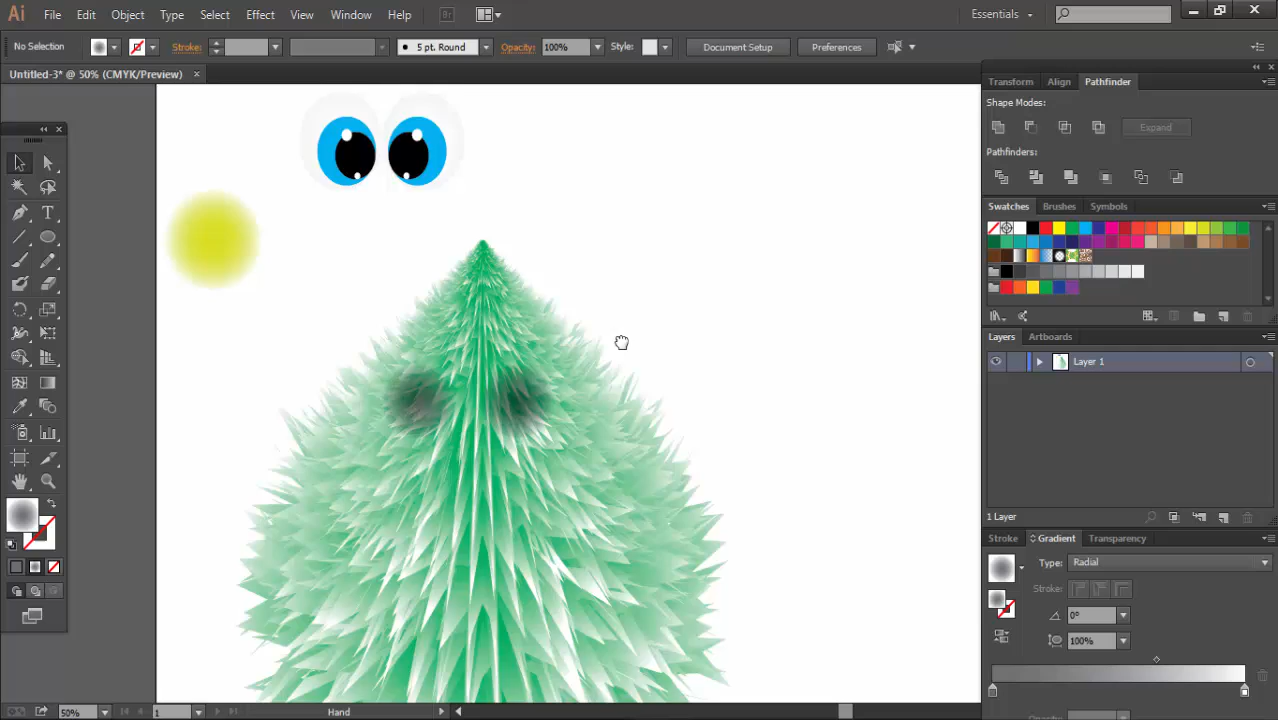 Ai File Edit Object Type Select Effect View Window Help Br Essentials
No Selection Stroke: 5 pt. Round Opacity: 100% Style: Document Setup Preferences
Untitled-3* @ 50% (CMYK/Preview) ×
Transform Align Pathfinder
Shape Modes:
Expand
Pathfinders:
Swatches Brushes Symbols
Layers Artboards
Layer 1
1 Layer
Stroke Gradient Transparency
Type: Radial
Stroke:
0°
100%
Opacity:
50% 1 Hand